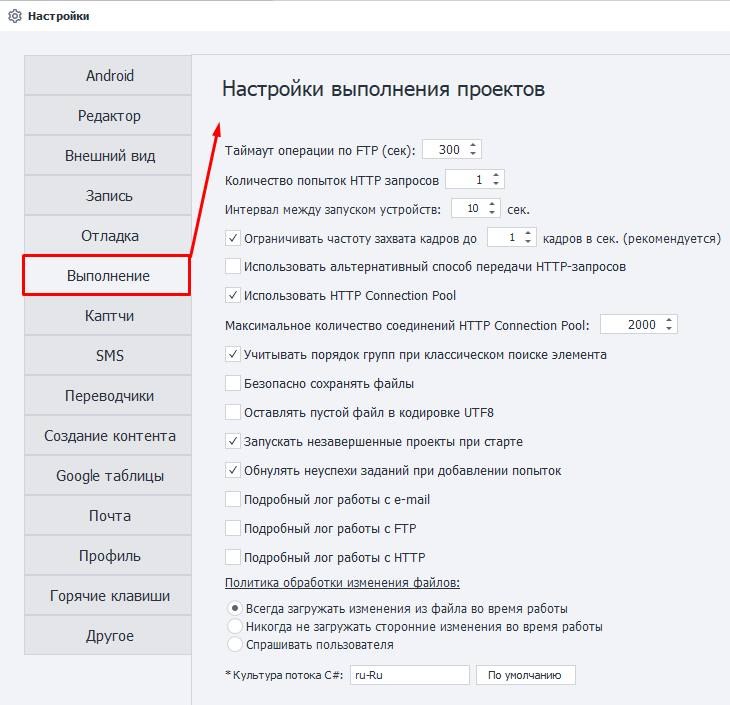 Настройки
Android
Редактор
Внешний вид
Запись
Отладка
Выполнение
Каптчи
SMS
Переводчики
Создание контента
Google таблицы
Почта
Профиль
Горячие клавиши
Другое
Настройки выполнения проектов
Таймаут операции по FTP (сек): 300
Количество попыток HTTP запросов 1
Интервал между запуском устройств: 10 сек.
Ограничивать частоту захвата кадров до 1 кадров в сек. (рекомендуется)
Использовать альтернативный способ передачи HTTP-запросов
Использовать HTTP Connection Pool
Максимальное количество соединений HTTP Connection Pool: 2000
Учитывать порядок групп при классическом поиске элемента
Безопасно сохранять файлы
Оставлять пустой файл в кодировке UTF8
Запускать незавершенные проекты при старте
Обнулять неуспехи заданий при добавлении попыток
Подробный лог работы с e-mail
Подробный лог работы с FTP
Подробный лог работы с HTTP
Политика обработки изменения файлов:
Всегда загружать изменения из файла во время работы
Никогда не загружать сторонние изменения во время работы
Спрашивать пользователя
*Культура потока C#: ru-Ru По умолчанию